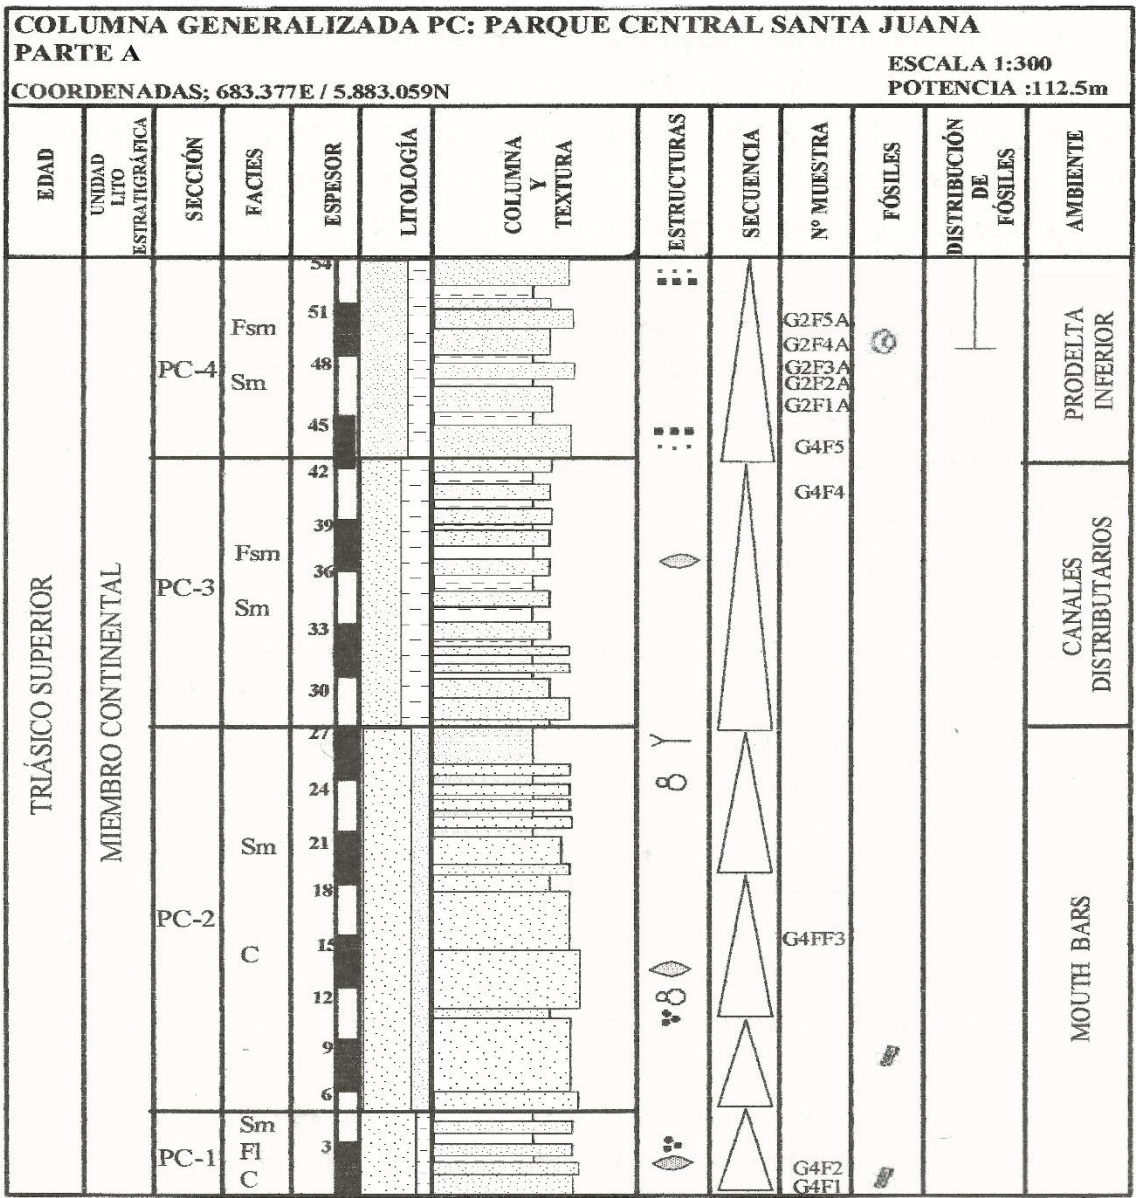 COLUMNA GENERALIZADA PC: PARQUE CENTRAL SANTA JUANA
PARTE A
ESCALA 1:300
COORDENADAS; 683.377E / 5.883.059N
POTENCIA :112.5m
EDAD
UNIDAD
LITO
ESTRATIGRÁFICA
SECCIÓN
FACIES
ESPESOR
LITOLOGÍA
COLUMNA
Y
TEXTURA
ESTRUCTURAS
SECUENCIA
Nº MUESTRA
FÓSILES
DISTRIBUCIÓN
DE
FÓSILES
AMBIENTE
TRIÁSICO SUPERIOR
MIEMBRO CONTINENTAL
PC-4
Fsm
Sm
54
51
48
45
G2F5A
G2F4A
G2F3A
G2F2A
G2F1A
G4F5
PRODELTA
INFERIOR
PC-3
Fsm
Sm
42
39
36
33
30
G4F4
CANALES
DISTRIBUTARIOS
PC-2
Sm
C
27
24
21
18
15
12
9
6
G4FF3
MOUTH BARS
PC-1
Sm
Fl
C
3
G4F2
G4F1